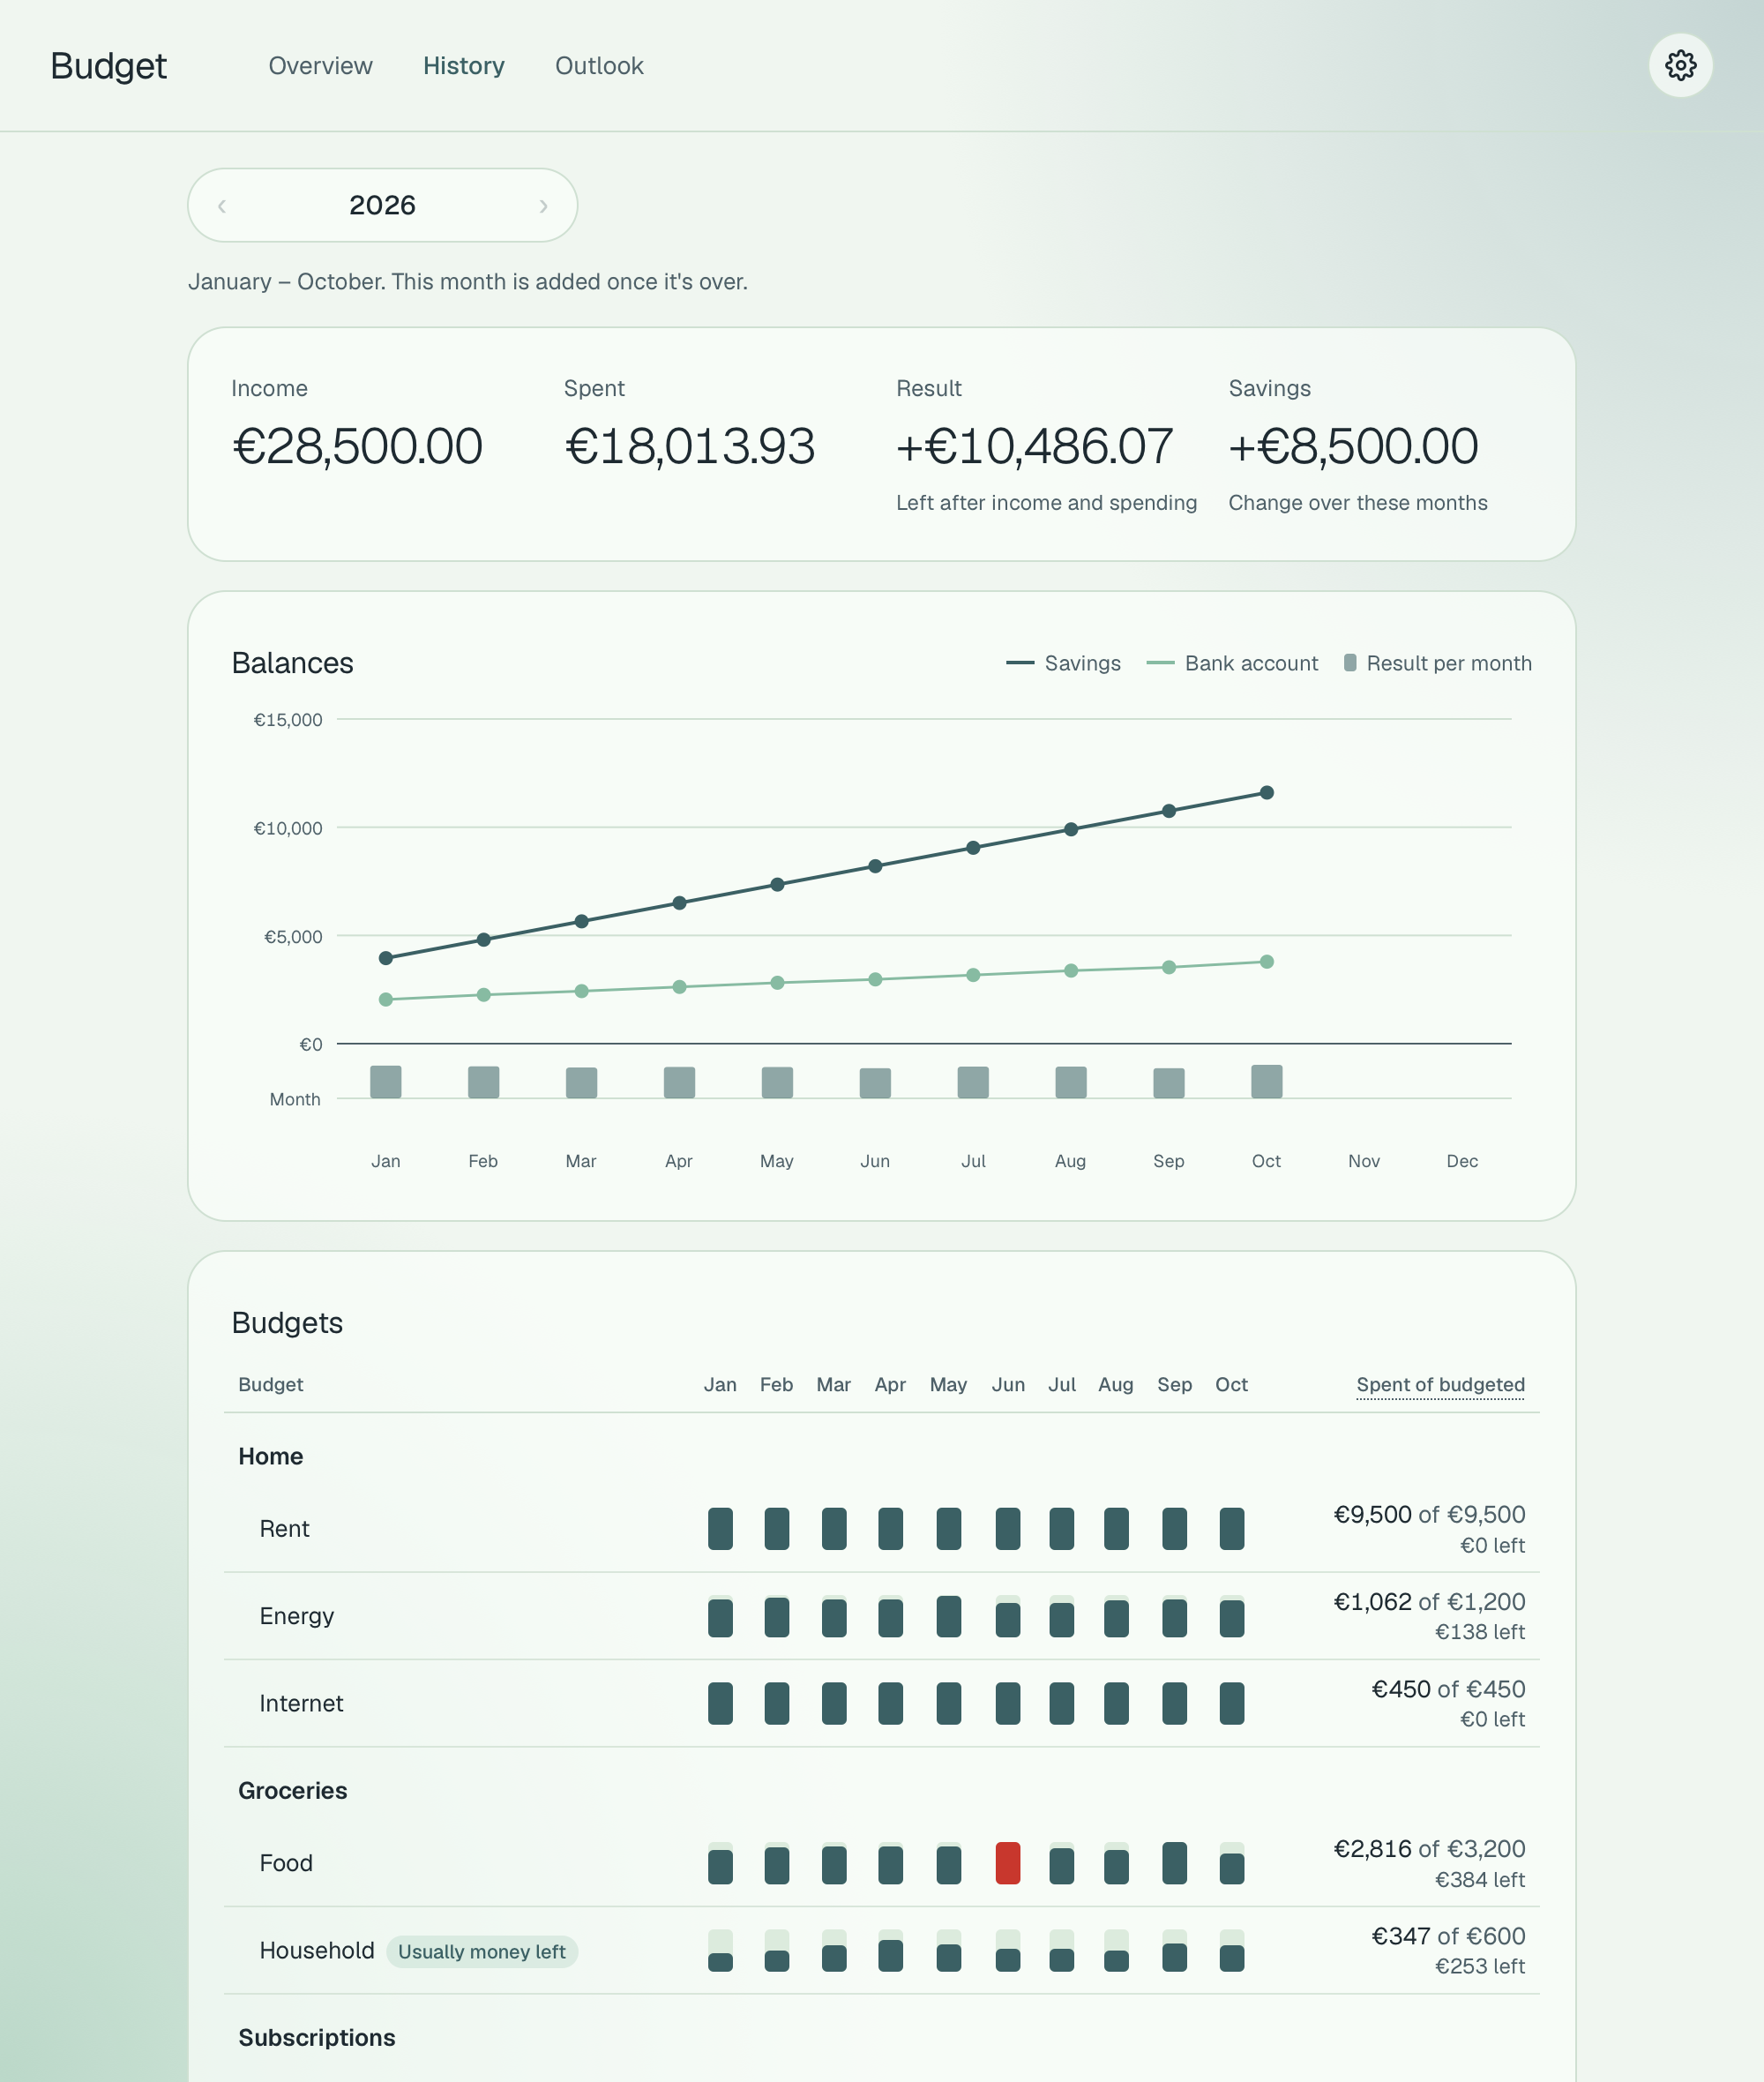 Budget
Overview
History
Outlook
2026
January – October. This month is added once it's over.
Income
Spent
Result
Savings
€28,500.00
€18,013.93
+€10,486.07
+€8,500.00
Left after income and spending
Change over these months
Balances
Savings
Bank account
Result per month
€15,000
€10,000
€5,000
€0
Month
Jan Feb Mar Apr May Jun Jul Aug Sep Oct Nov Dec
Budgets
Budget Jan Feb Mar Apr May Jun Jul Aug Sep Oct Spent of budgeted
Home
Rent €9,500 of €9,500
€0 left
Energy €1,062 of €1,200
€138 left
Internet €450 of €450
€0 left
Groceries
Food €2,816 of €3,200
€384 left
Household Usually money left €347 of €600
€253 left
Subscriptions